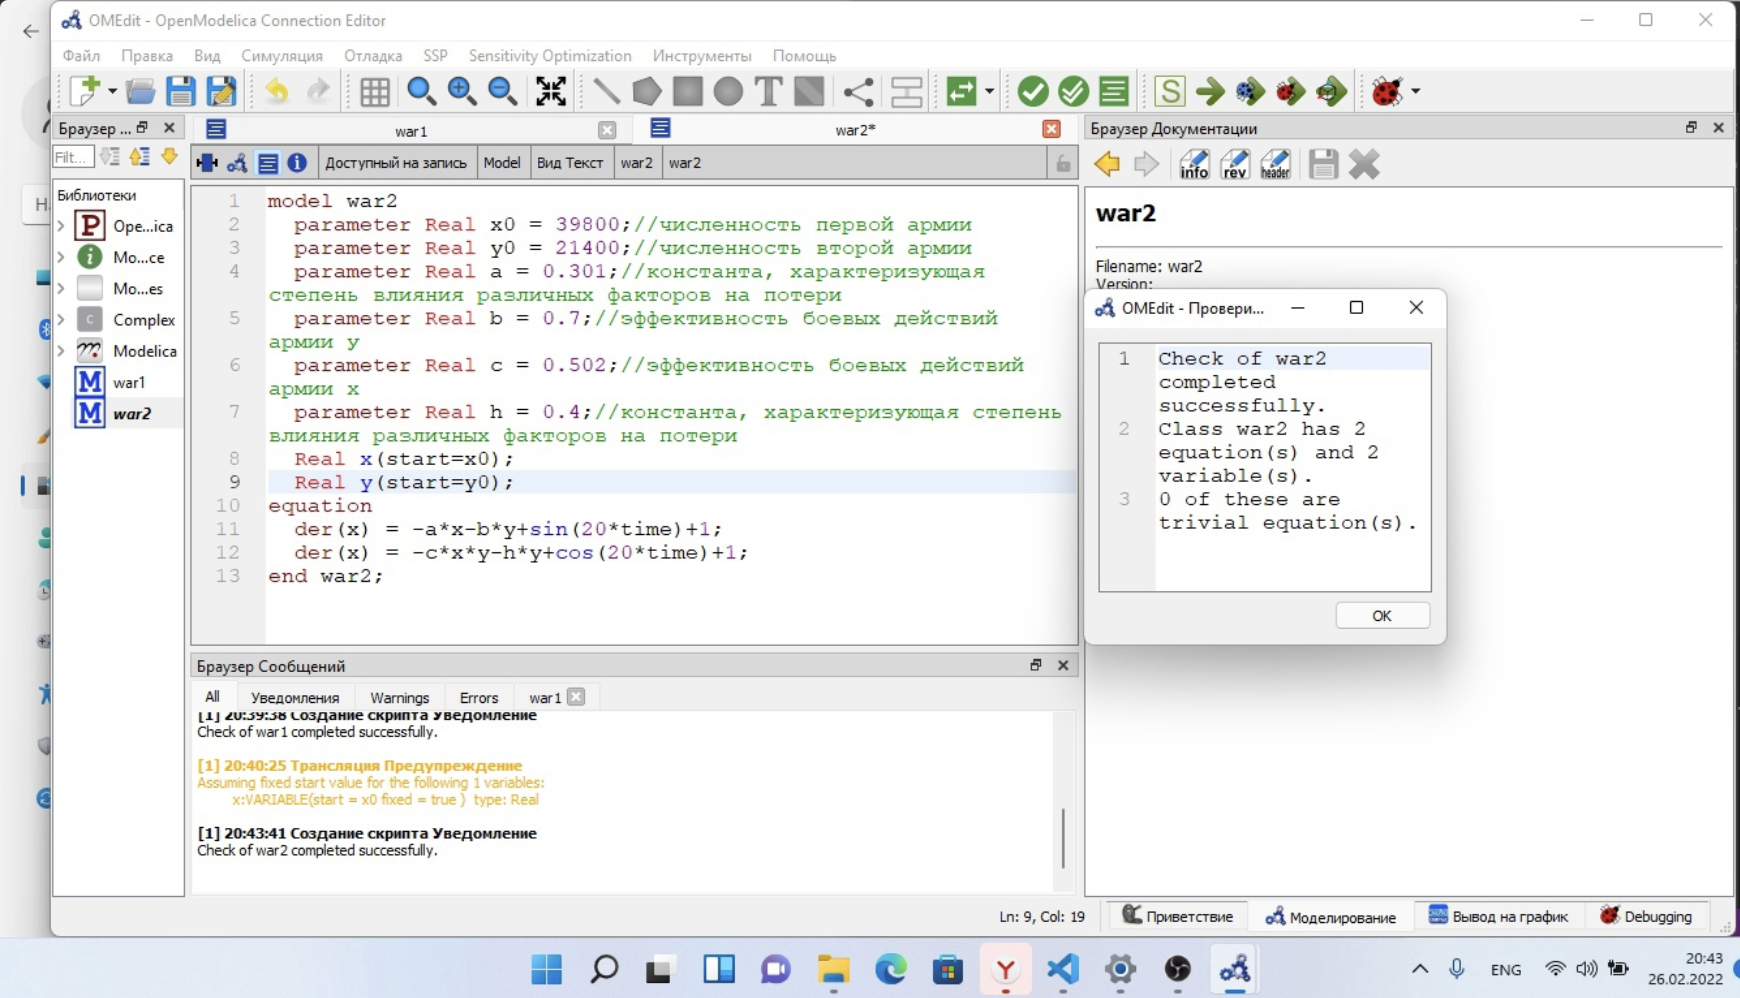 OMEdit - OpenModelica Connection Editor
Файл Правка Вид Симуляция Отладка SSP Sensitivity Optimization Инструменты Помощь
Браузер ...
war1
war2*
Браузер Документации
Filt...
Доступный на запись Model Вид Текст war2 war2
info rev header
Библиотеки
Ope...ica
Mo...ce
Mo...es
Complex
Modelica
war1
war2
1 model war2
2 parameter Real x0 = 39800;//численность первой армии
3 parameter Real y0 = 21400;//численность второй армии
4 parameter Real a = 0.301;//константа, характеризующая
степень влияния различных факторов на потери
5 parameter Real b = 0.7;//эффективность боевых действий
армии у
6 parameter Real c = 0.502;//эффективность боевых действий
армии х
7 parameter Real h = 0.4;//константа, характеризующая степень
влияния различных факторов на потери
8 Real x(start=x0);
9 Real y(start=y0);
10 equation
11 der(x) = -a*x-b*y+sin(20*time)+1;
12 der(x) = -c*x*y-h*y+cos(20*time)+1;
13 end war2;
war2
Filename: war2
Version:
OMEdit - Провери...
1 Check of war2
completed
successfully.
2 Class war2 has 2
equation(s) and 2
variable(s).
3 0 of these are
trivial equation(s).
OK
Браузер Сообщений
All Уведомления Warnings Errors war1
[1] 20:39:38 Создание скрипта Уведомление
Check of war1 completed successfully.
[1] 20:40:25 Трансляция Предупреждение
Assuming fixed start value for the following 1 variables:
x:VARIABLE(start = x0 fixed = true ) type: Real
[1] 20:43:41 Создание скрипта Уведомление
Check of war2 completed successfully.
Ln: 9, Col: 19
Приветствие Моделирование Вывод на график Debugging
ENG
20:43
26.02.2022